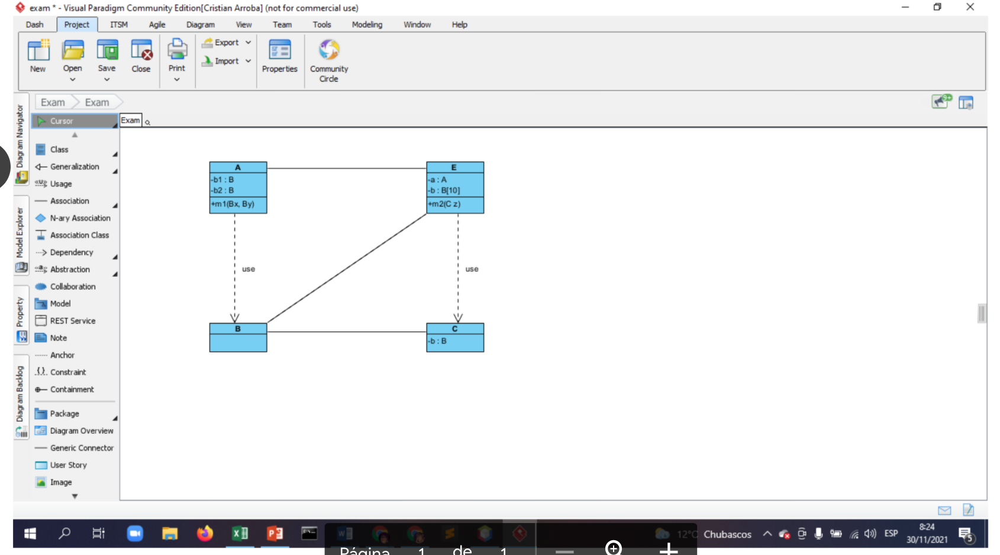 exam * - Visual Paradigm Community Edition[Cristian Arroba] (not for commercial use)
Dash Project ITSM Agile Diagram View Team Tools Modeling Window Help
New Open Save Close Print Export Import Properties Community Circle
Exam Exam
Diagram Navigator
Model Explorer
Property
Diagram Backlog
Cursor
Class
Generalization
«U» Usage
Association
N-ary Association
Association Class
Dependency
«a» Abstraction
Collaboration
Model
REST Service
Note
Anchor
{} Constraint
Containment
Package
Diagram Overview
Generic Connector
User Story
Image
Exam
9+
A
-b1 : B
-b2 : B
+m1(Bx, By)
E
-a : A
-b : B[10]
+m2(C z)
use
use
B
C
-b : B
12°C Chubascos
ESP
8:24
30/11/2021
5
Página 1 de 1